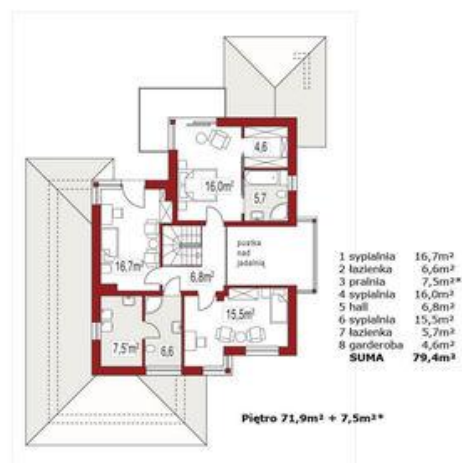 4,6
16,0m²
5,7
pustka
nad
jadalnią
16,7m²
6,8m²
15,5m²
7,5m²
6,6
1 sypialnia 16,7m²
2 łazienka 6,6m²
3 pralnia 7,5m²*
4 sypialnia 16,0m²
5 hall 6,8m²
6 sypialnia 15,5m²
7 łazienka 5,7m²
8 garderoba 4,6m²
SUMA 79,4m²
Piętro 71,9m² + 7,5m²*